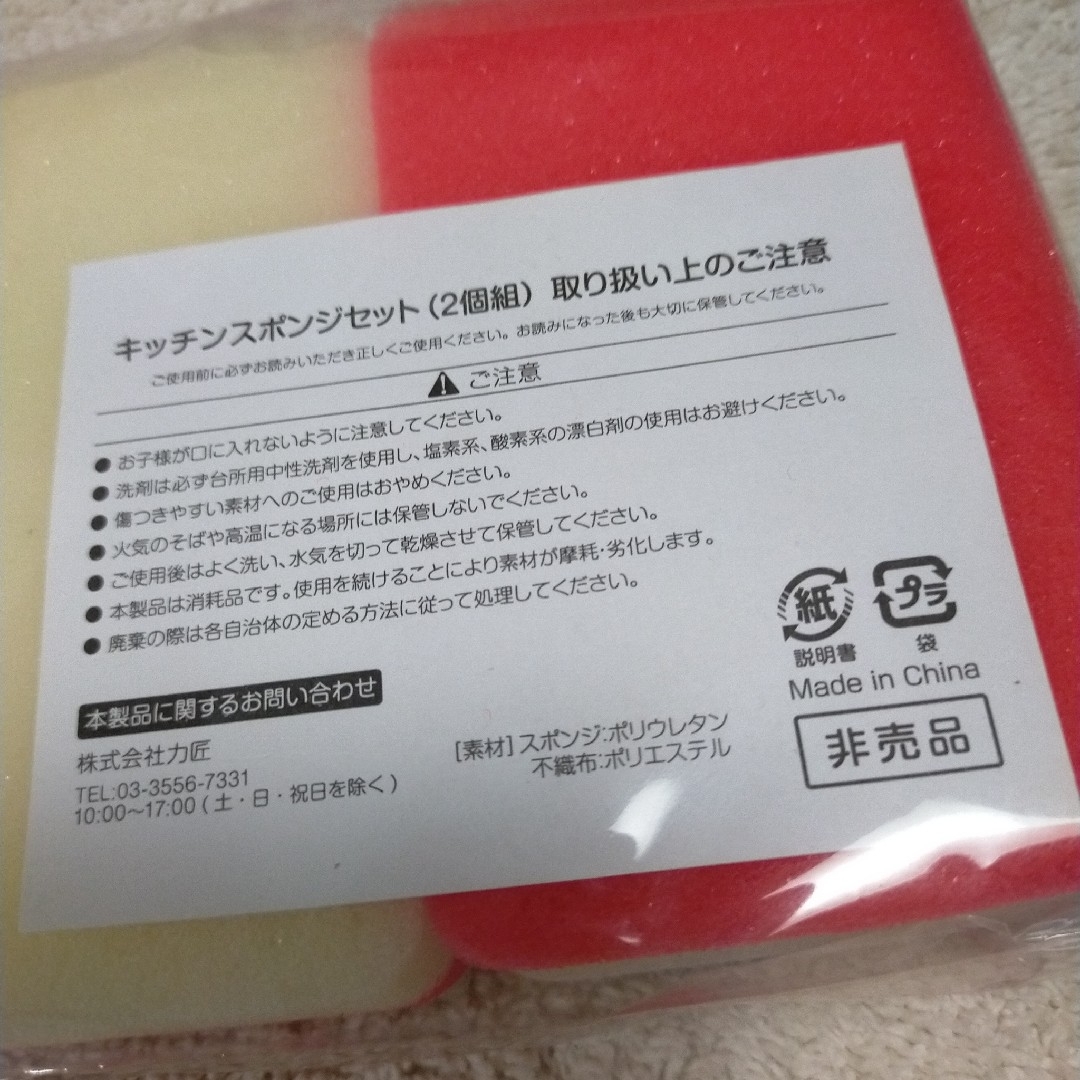 キッチンスポンジセット(2個組) 取り扱い上のご注意
ご使用前に必ずお読みいただき正しくご使用ください。お読みになった後も大切に保管してください。
ご注意
● お子様が口に入れないように注意してください。
● 洗剤は必ず台所用中性洗剤を使用し、塩素系、酸素系の漂白剤の使用はお避けください。
● 傷つきやすい素材へのご使用はおやめください。
● 火気のそばや高温になる場所には保管しないでください。
● ご使用後はよく洗い、水気を切って乾燥させて保管してください。
● 本製品は消耗品です。使用を続けることにより素材が摩耗・劣化します。
● 廃棄の際は各自治体の定める方法に従って処理してください。
本製品に関するお問い合わせ
株式会社力匠
TEL:03-3556-7331
10:00〜17:00 (土・日・祝日を除く)
[素材]スポンジ:ポリウレタン
不織布:ポリエステル
紙
説明書
プラ
袋
Made in China
非売品